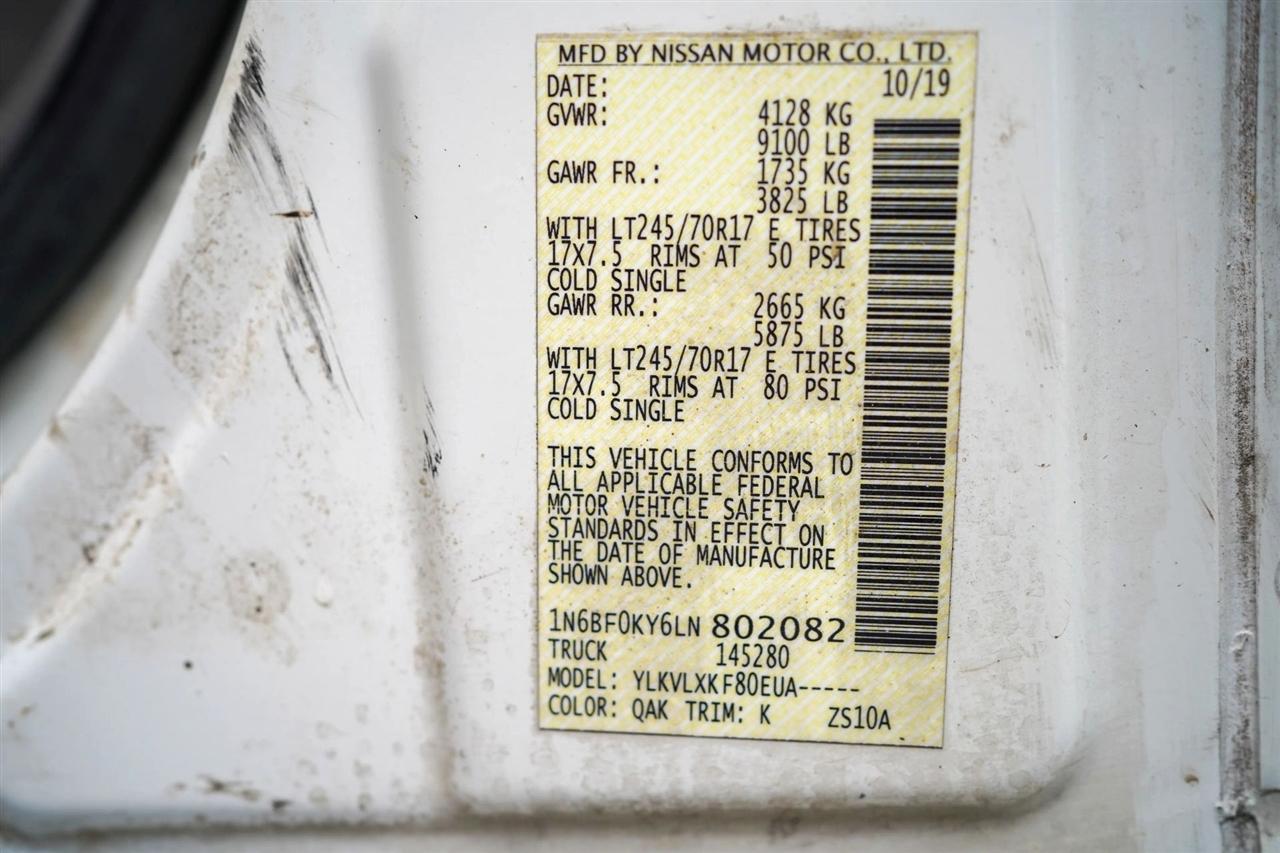 MFD BY NISSAN MOTOR CO., LTD.
DATE: 10/19
GVWR: 4128 KG
9100 LB
GAWR FR.: 1735 KG
3825 LB
WITH LT245/70R17 E TIRES
17X7.5 RIMS AT 50 PSI
COLD SINGLE
GAWR RR.: 2665 KG
5875 LB
WITH LT245/70R17 E TIRES
17X7.5 RIMS AT 80 PSI
COLD SINGLE
THIS VEHICLE CONFORMS TO
ALL APPLICABLE FEDERAL
MOTOR VEHICLE SAFETY
STANDARDS IN EFFECT ON
THE DATE OF MANUFACTURE
SHOWN ABOVE.
1N6BF0KY6LN 802082
TRUCK 145280
MODEL: YLKVLXKF80EUA-----
COLOR: QAK TRIM: K ZS10A